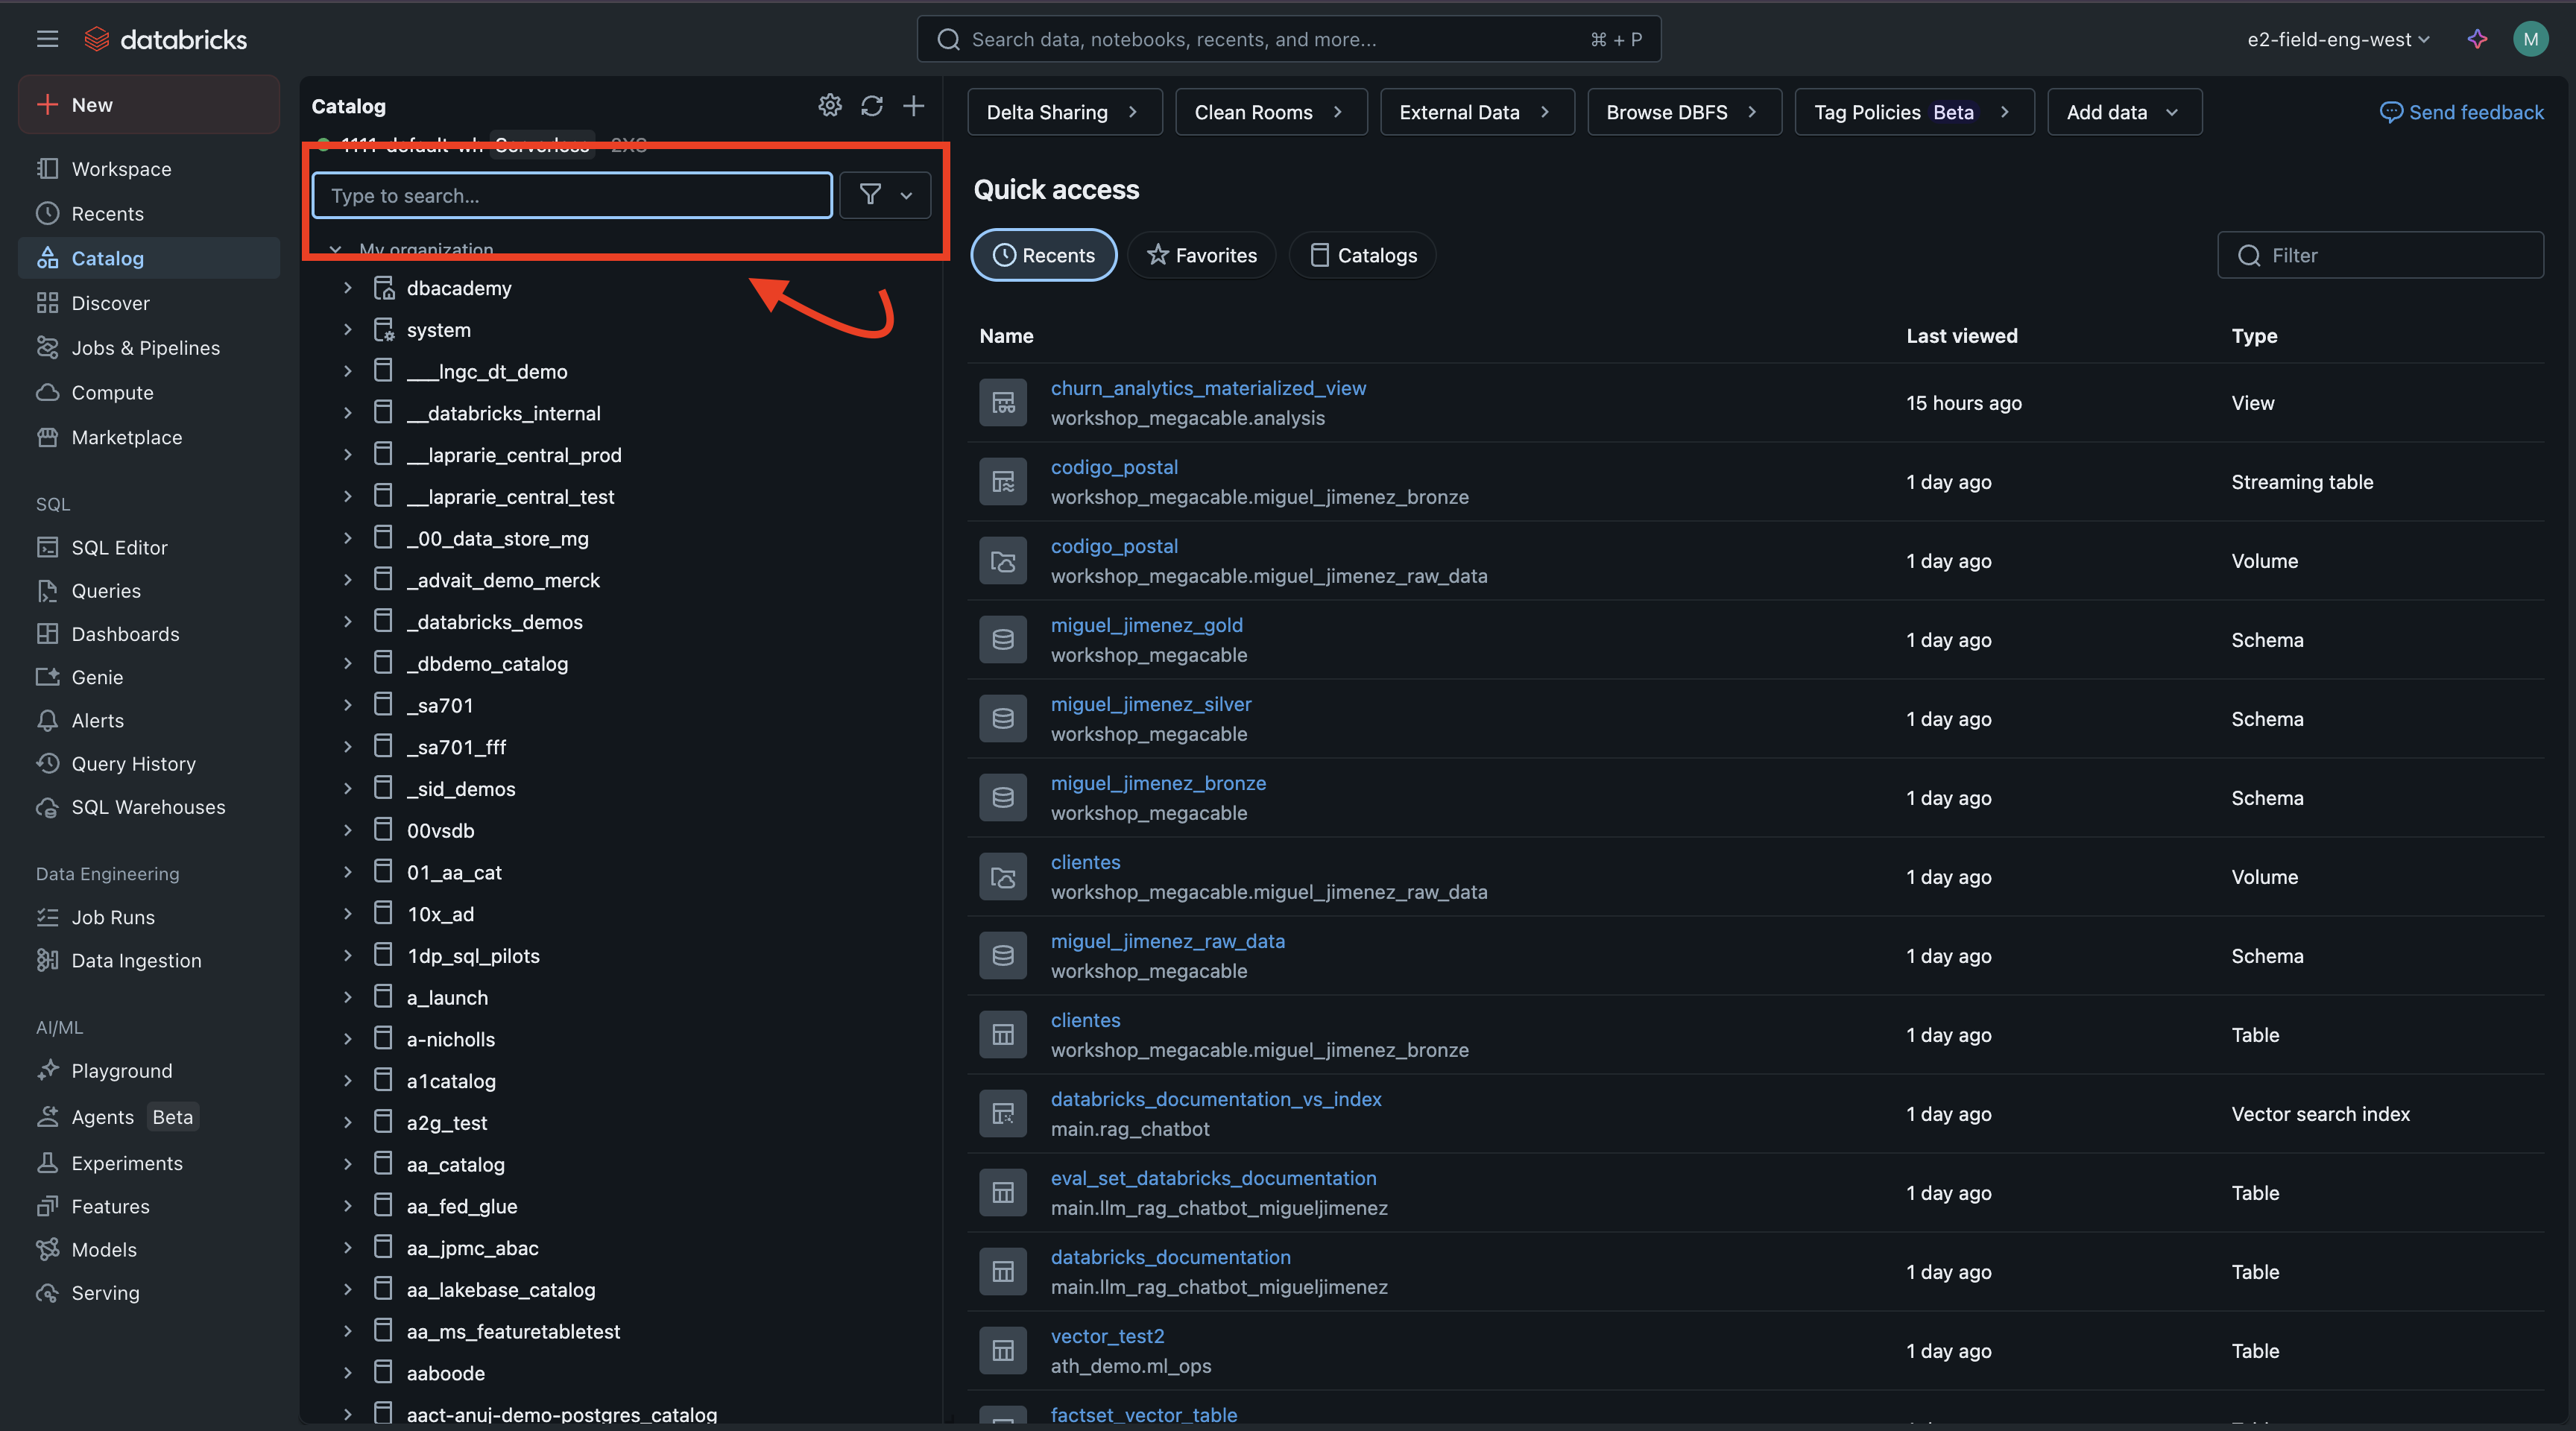 databricks
Search data, notebooks, recents, and more...
⌘ + P
e2-field-eng-west
M
New
Workspace
Recents
Catalog
Discover
Jobs & Pipelines
Compute
Marketplace
SQL
SQL Editor
Queries
Dashboards
Genie
Alerts
Query History
SQL Warehouses
Data Engineering
Job Runs
Data Ingestion
AI/ML
Playground
Agents Beta
Experiments
Features
Models
Serving
Catalog
Serverless 2XS
Type to search...
My organization
dbacademy
system
___lngc_dt_demo
__databricks_internal
__laprarie_central_prod
__laprarie_central_test
_00_data_store_mg
_advait_demo_merck
_databricks_demos
_dbdemo_catalog
_sa701
_sa701_fff
_sid_demos
00vsdb
01_aa_cat
10x_ad
1dp_sql_pilots
a_launch
a-nicholls
a1catalog
a2g_test
aa_catalog
aa_fed_glue
aa_jpmc_abac
aa_lakebase_catalog
aa_ms_featuretabletest
aaboode
aact-anuj-demo-postgres_catalog
Delta Sharing
Clean Rooms
External Data
Browse DBFS
Tag Policies Beta
Add data
Send feedback
Quick access
Recents
Favorites
Catalogs
Filter
Name Last viewed Type
churn_analytics_materialized_view
workshop_megacable.analysis
15 hours ago View
codigo_postal
workshop_megacable.miguel_jimenez_bronze
1 day ago Streaming table
codigo_postal
workshop_megacable.miguel_jimenez_raw_data
1 day ago Volume
miguel_jimenez_gold
workshop_megacable
1 day ago Schema
miguel_jimenez_silver
workshop_megacable
1 day ago Schema
miguel_jimenez_bronze
workshop_megacable
1 day ago Schema
clientes
workshop_megacable.miguel_jimenez_raw_data
1 day ago Volume
miguel_jimenez_raw_data
workshop_megacable
1 day ago Schema
clientes
workshop_megacable.miguel_jimenez_bronze
1 day ago Table
databricks_documentation_vs_index
main.rag_chatbot
1 day ago Vector search index
eval_set_databricks_documentation
main.llm_rag_chatbot_migueljimenez
1 day ago Table
databricks_documentation
main.llm_rag_chatbot_migueljimenez
1 day ago Table
vector_test2
ath_demo.ml_ops
1 day ago Table
factset_vector_table